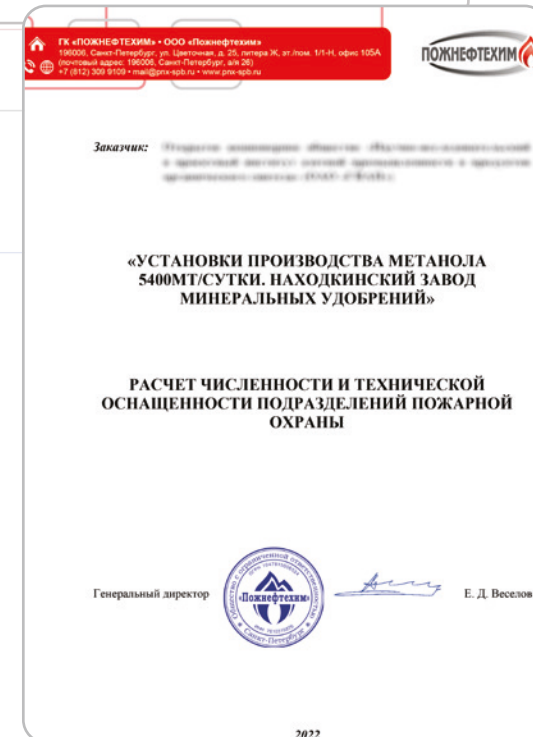 ГК «ПОЖНЕФТЕХИМ» • ООО «Пожнефтехим»
196006, Санкт-Петербург, ул. Цветочная, д. 25, литера Ж, эт./пом. 1/1-Н, офис 105А
(почтовый адрес: 196006, Санкт-Петербург, а/я 26)
+7 (812) 309 9109 • mail@pnx-spb.ru • www.pnx-spb.ru
ПОЖНЕФТЕХИМ
Заказчик:
«УСТАНОВКИ ПРОИЗВОДСТВА МЕТАНОЛА
5400МТ/СУТКИ. НАХОДКИНСКИЙ ЗАВОД
МИНЕРАЛЬНЫХ УДОБРЕНИЙ»
РАСЧЕТ ЧИСЛЕННОСТИ И ТЕХНИЧЕСКОЙ
ОСНАЩЕННОСТИ ПОДРАЗДЕЛЕНИЙ ПОЖАРНОЙ
ОХРАНЫ
Генеральный директор
Общество с ограниченной ответственностью
«Пожнефтехим»
Санкт-Петербург
Е. Д. Веселов
2022